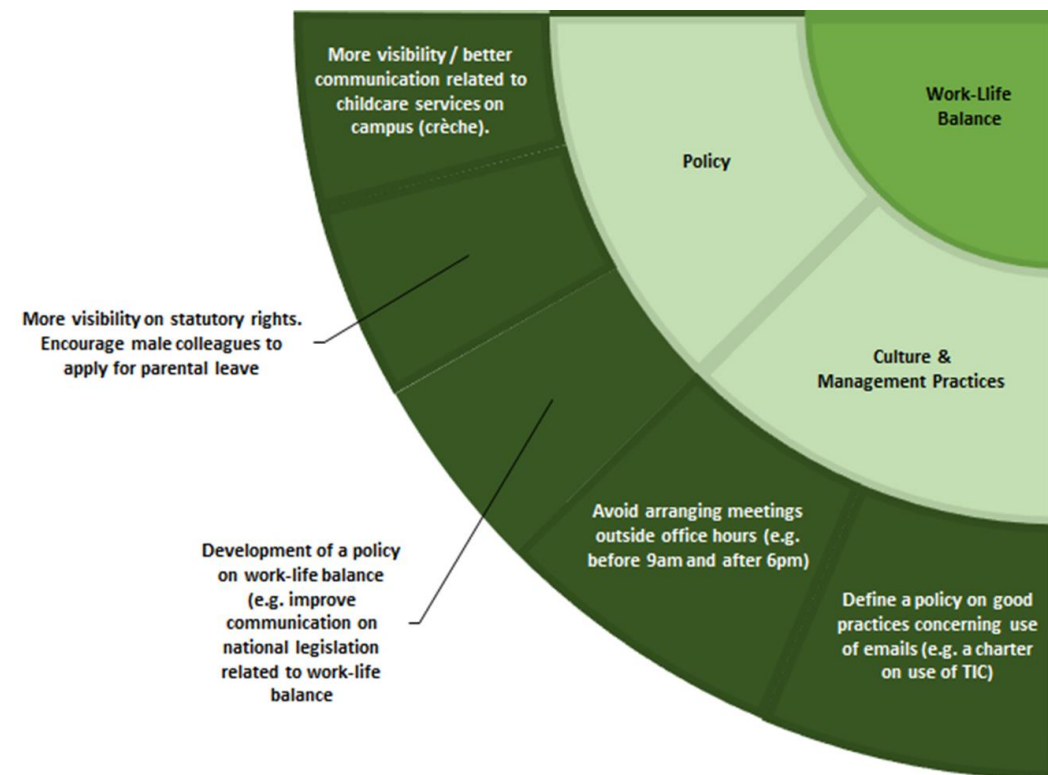 More visibility / better
communication related to
childcare services on
campus (crèche).
Work-Llife
Balance
Policy
More visibility on statutory rights.
Encourage male colleagues to
apply for parental leave
Culture &
Management Practices
Development of a policy
on work-life balance
(e.g. improve
communication on
national legislation
related to work-life
balance
Avoid arranging meetings
outside office hours (e.g.
before 9am and after 6pm)
Define a policy on good
practices concerning use
of emails (e.g. a charter
on use of TIC)